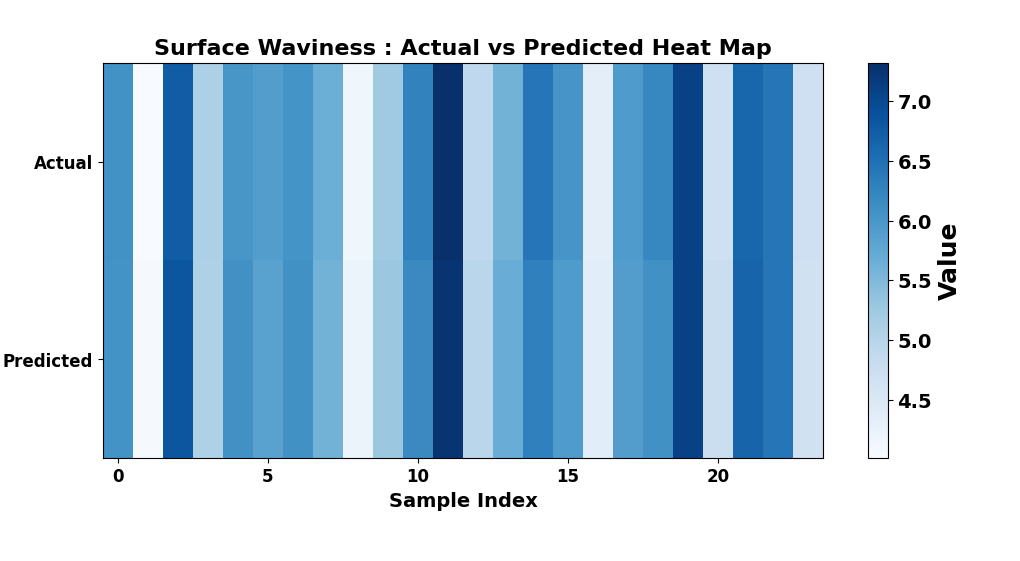 Surface Waviness : Actual vs Predicted Heat Map
Actual
Predicted
0 5 10 15 20
Sample Index
7.0
6.5
6.0
5.5
5.0
4.5
Value